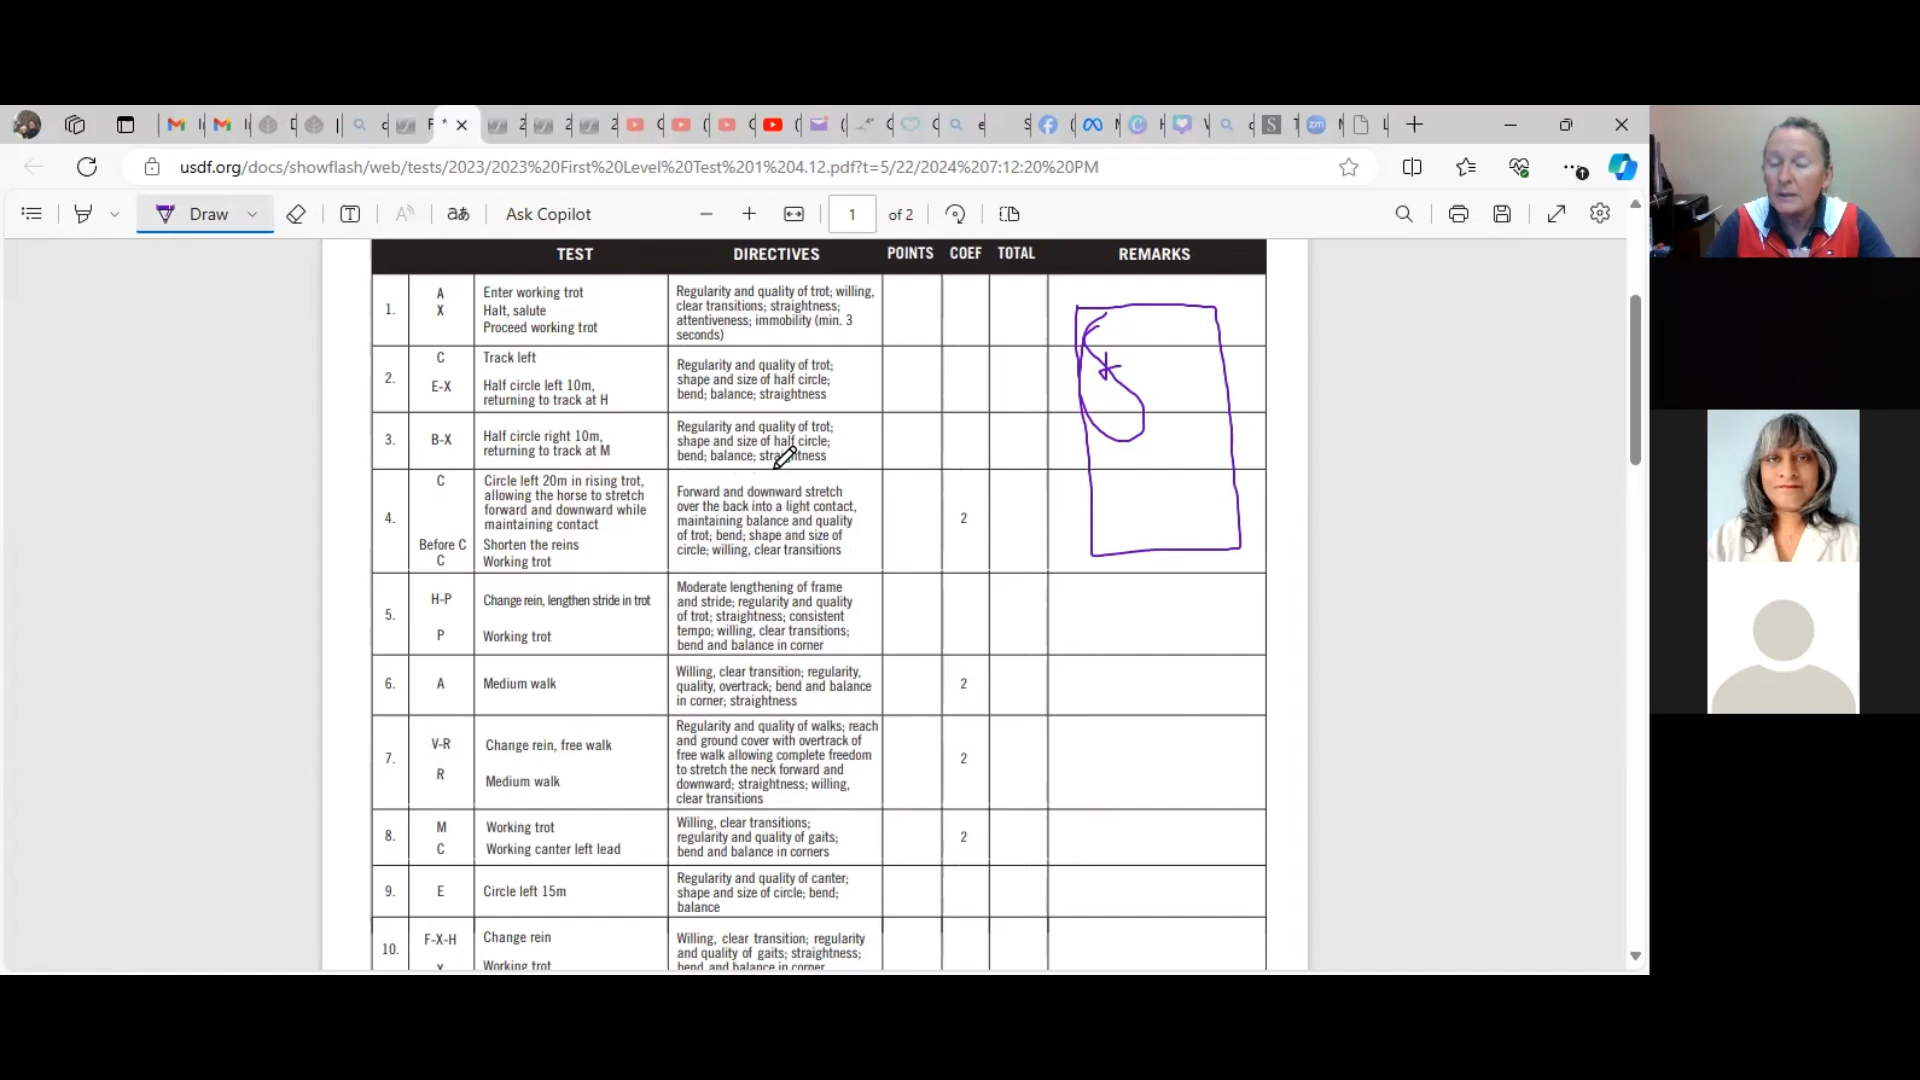 usdf.org/docs/showflash/web/tests/2023/2023%20First%20Level%20Test%201%204.12.pdf?t=5/22/2024%207:12:20%20PM
Draw
Ask Copilot
1
of 2
TEST
DIRECTIVES
POINTS
COEF
TOTAL
REMARKS
1.
A
Enter working trot
X
Halt, salute
Proceed working trot
Regularity and quality of trot; willing,
clear transitions; straightness;
attentiveness; immobility (min. 3
seconds)
2.
C
Track left
E-X
Half circle left 10m,
returning to track at H
Regularity and quality of trot;
shape and size of half circle;
bend; balance; straightness
3.
B-X
Half circle right 10m,
returning to track at M
Regularity and quality of trot;
shape and size of half circle;
bend; balance; straightness
4.
C
Circle left 20m in rising trot,
allowing the horse to stretch
forward and downward while
maintaining contact
Before C
Shorten the reins
C
Working trot
Forward and downward stretch
over the back into a light contact,
maintaining balance and quality
of trot; bend; shape and size of
circle; willing, clear transitions
2
5.
H-P
Change rein, lengthen stride in trot
P
Working trot
Moderate lengthening of frame
and stride; regularity and quality
of trot; straightness; consistent
tempo; willing, clear transitions;
bend and balance in corner
6.
A
Medium walk
Willing, clear transition; regularity,
quality, overtrack; bend and balance
in corner; straightness
2
7.
V-R
Change rein, free walk
R
Medium walk
Regularity and quality of walks; reach
and ground cover with overtrack of
free walk allowing complete freedom
to stretch the neck forward and
downward; straightness; willing,
clear transitions
2
8.
M
Working trot
C
Working canter left lead
Willing, clear transitions;
regularity and quality of gaits;
bend and balance in corners
2
9.
E
Circle left 15m
Regularity and quality of canter;
shape and size of circle; bend;
balance
10.
F-X-H
Change rein
X
Working trot
Willing, clear transition; regularity
and quality of gaits; straightness;
bend and balance in corner